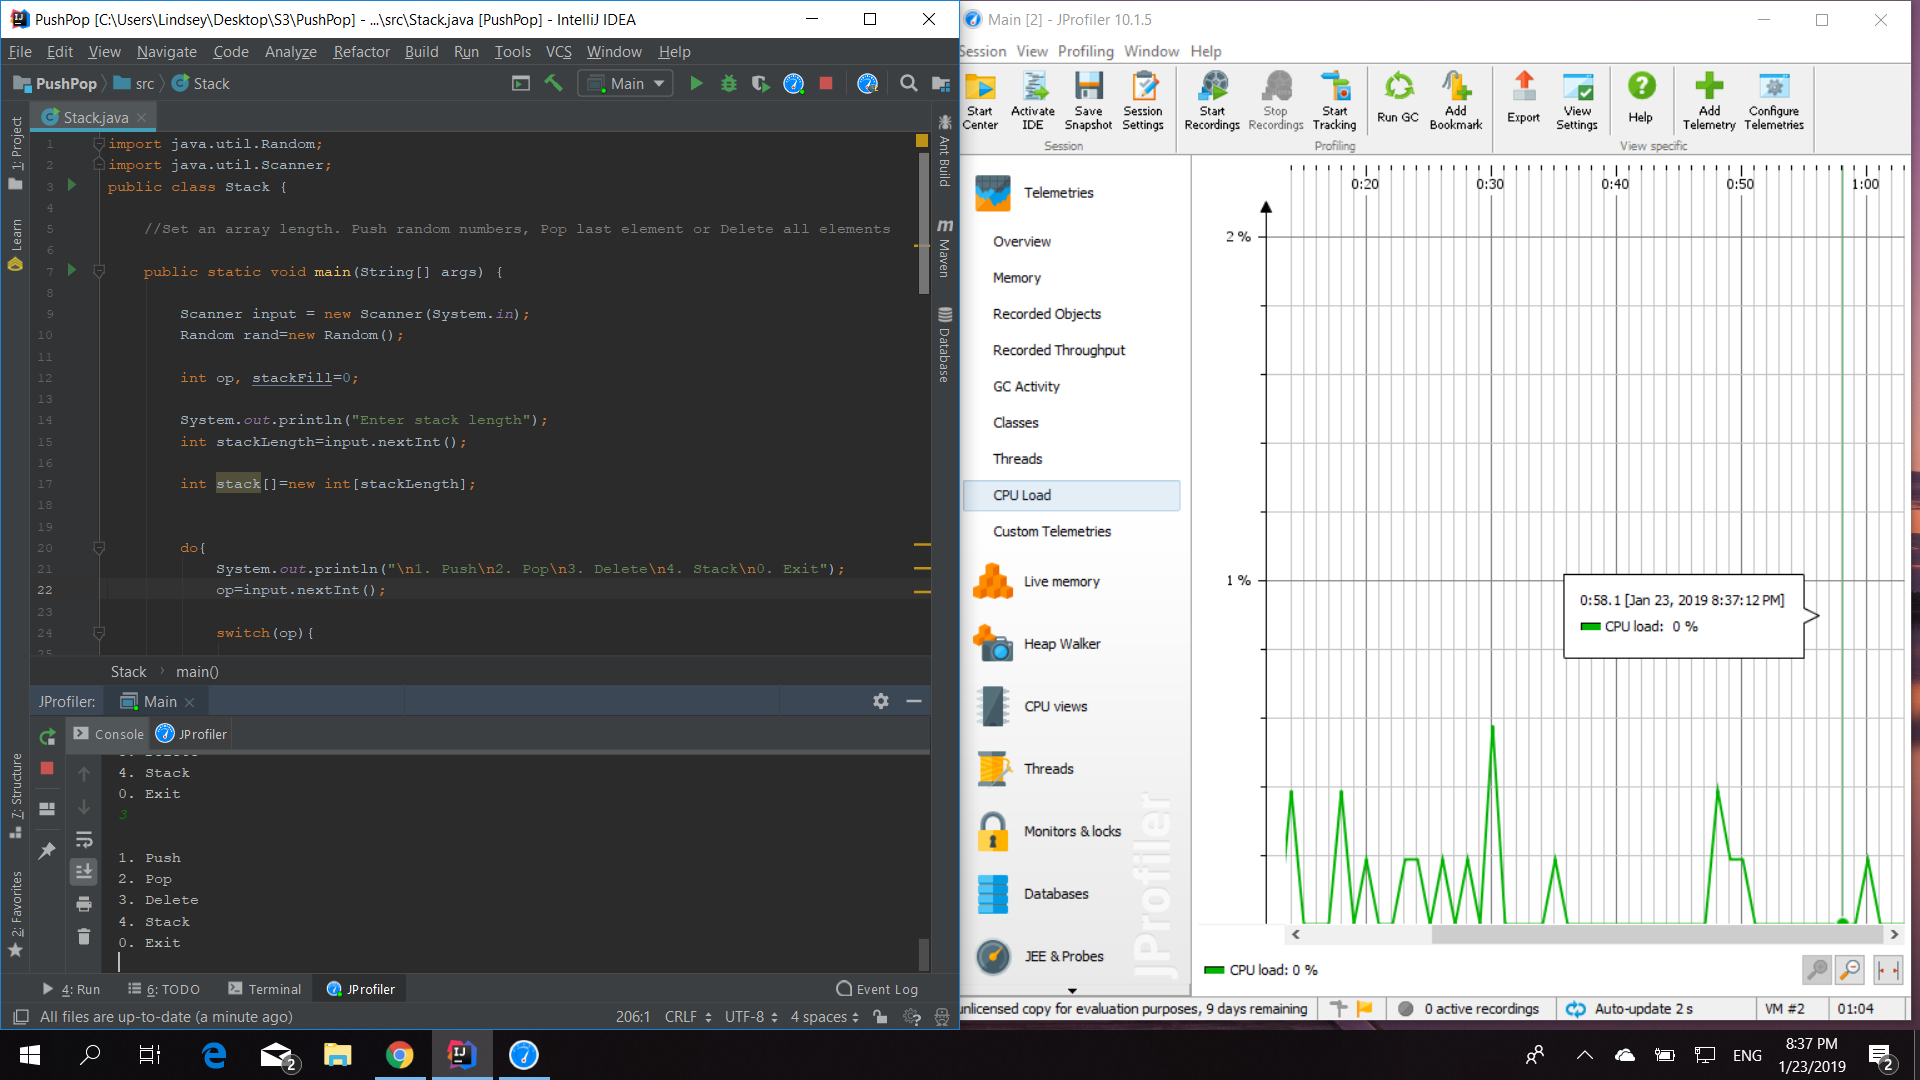 PushPop [C:\Users\Lindsey\Desktop\S3\PushPop] - ...\src\Stack.java [PushPop] - IntelliJ IDEA
File Edit View Navigate Code Analyze Refactor Build Run Tools VCS Window Help
PushPop src Stack Main
Stack.java
1 import java.util.Random;
2 import java.util.Scanner;
3 public class Stack {
4
5 //Set an array length. Push random numbers, Pop last element or Delete all elements
6
7 public static void main(String[] args) {
8
9 Scanner input = new Scanner(System.in);
10 Random rand=new Random();
11
12 int op, stackFill=0;
13
14 System.out.println("Enter stack length");
15 int stackLength=input.nextInt();
16
17 int stack[]=new int[stackLength];
18
19
20 do{
21 System.out.println("\n1. Push\n2. Pop\n3. Delete\n4. Stack\n0. Exit");
22 op=input.nextInt();
23
24 switch(op){
25
1: Project
Learn
7: Structure
2: Favorites
Ant Build
m Maven
Database
Stack main()
JProfiler: Main
Console JProfiler
4. Stack
0. Exit
3
1. Push
2. Pop
3. Delete
4. Stack
0. Exit
4: Run 6: TODO Terminal JProfiler Event Log
All files are up-to-date (a minute ago) 206:1 CRLF UTF-8 4 spaces
Main [2] - JProfiler 10.1.5
Session View Profiling Window Help
Start Center
Activate IDE
Save Snapshot
Session Settings
Start Recordings
Stop Recordings
Start Tracking
Run GC
Add Bookmark
Export
View Settings
Help
Add Telemetry
Configure Telemetries
Session Profiling View specific
Telemetries
Overview
Memory
Recorded Objects
Recorded Throughput
GC Activity
Classes
Threads
CPU Load
Custom Telemetries
Live memory
Heap Walker
CPU views
Threads
Monitors & locks
Databases
JEE & Probes
JProfiler
0:20 0:30 0:40 0:50 1:00
2 %
1 %
0:58.1 [Jan 23, 2019 8:37:12 PM]
CPU load: 0 %
CPU load: 0 %
unlicensed copy for evaluation purposes, 9 days remaining 0 active recordings Auto-update 2 s VM #2 01:04
2
ENG
8:37 PM
1/23/2019
2